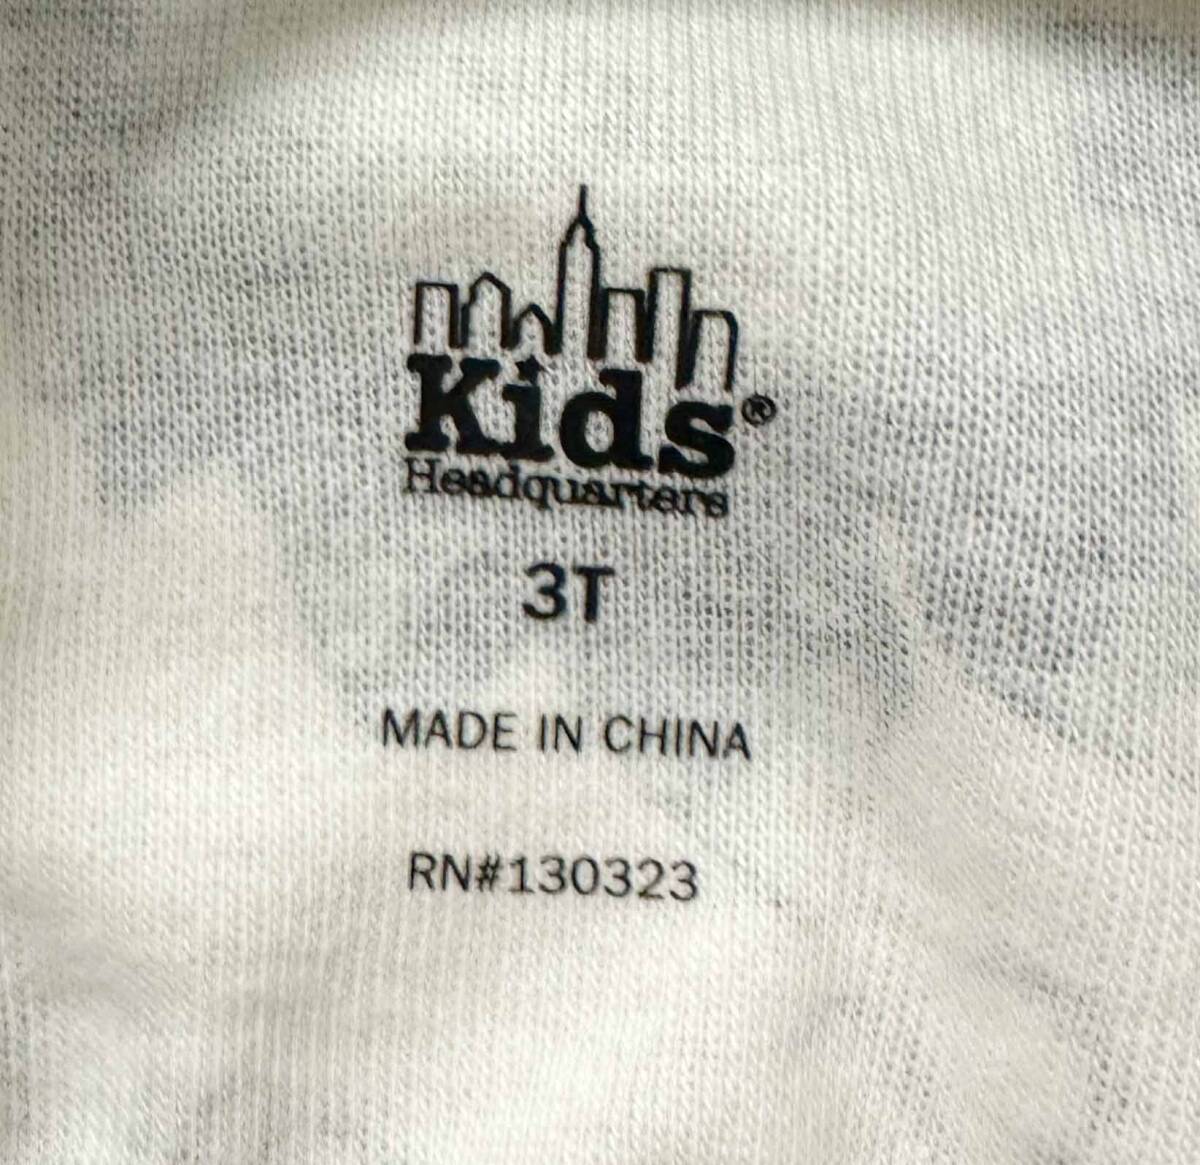 Kids®
Headquarters
3T
MADE IN CHINA
RN#130323